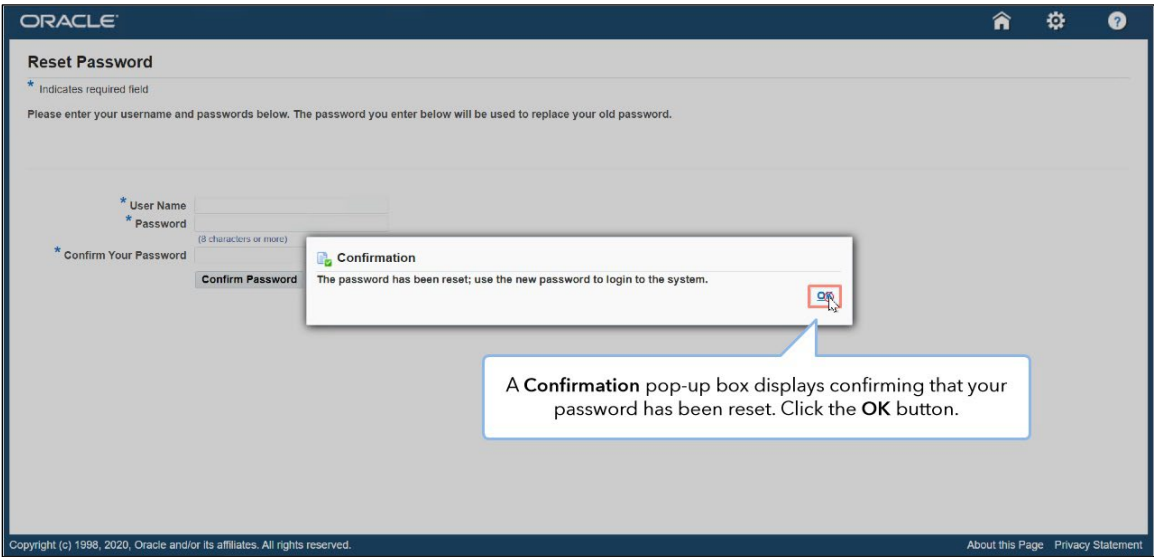 ORACLE
Reset Password
* Indicates required field
Please enter your username and passwords below. The password you enter below will be used to replace your old password.
* User Name
* Password
(8 characters or more)
* Confirm Your Password
Confirm Password
Confirmation
The password has been reset; use the new password to login to the system.
OK
A Confirmation pop-up box displays confirming that your
password has been reset. Click the OK button.
Copyright (c) 1998, 2020, Oracle and/or its affiliates. All rights reserved.
About this Page Privacy Statement